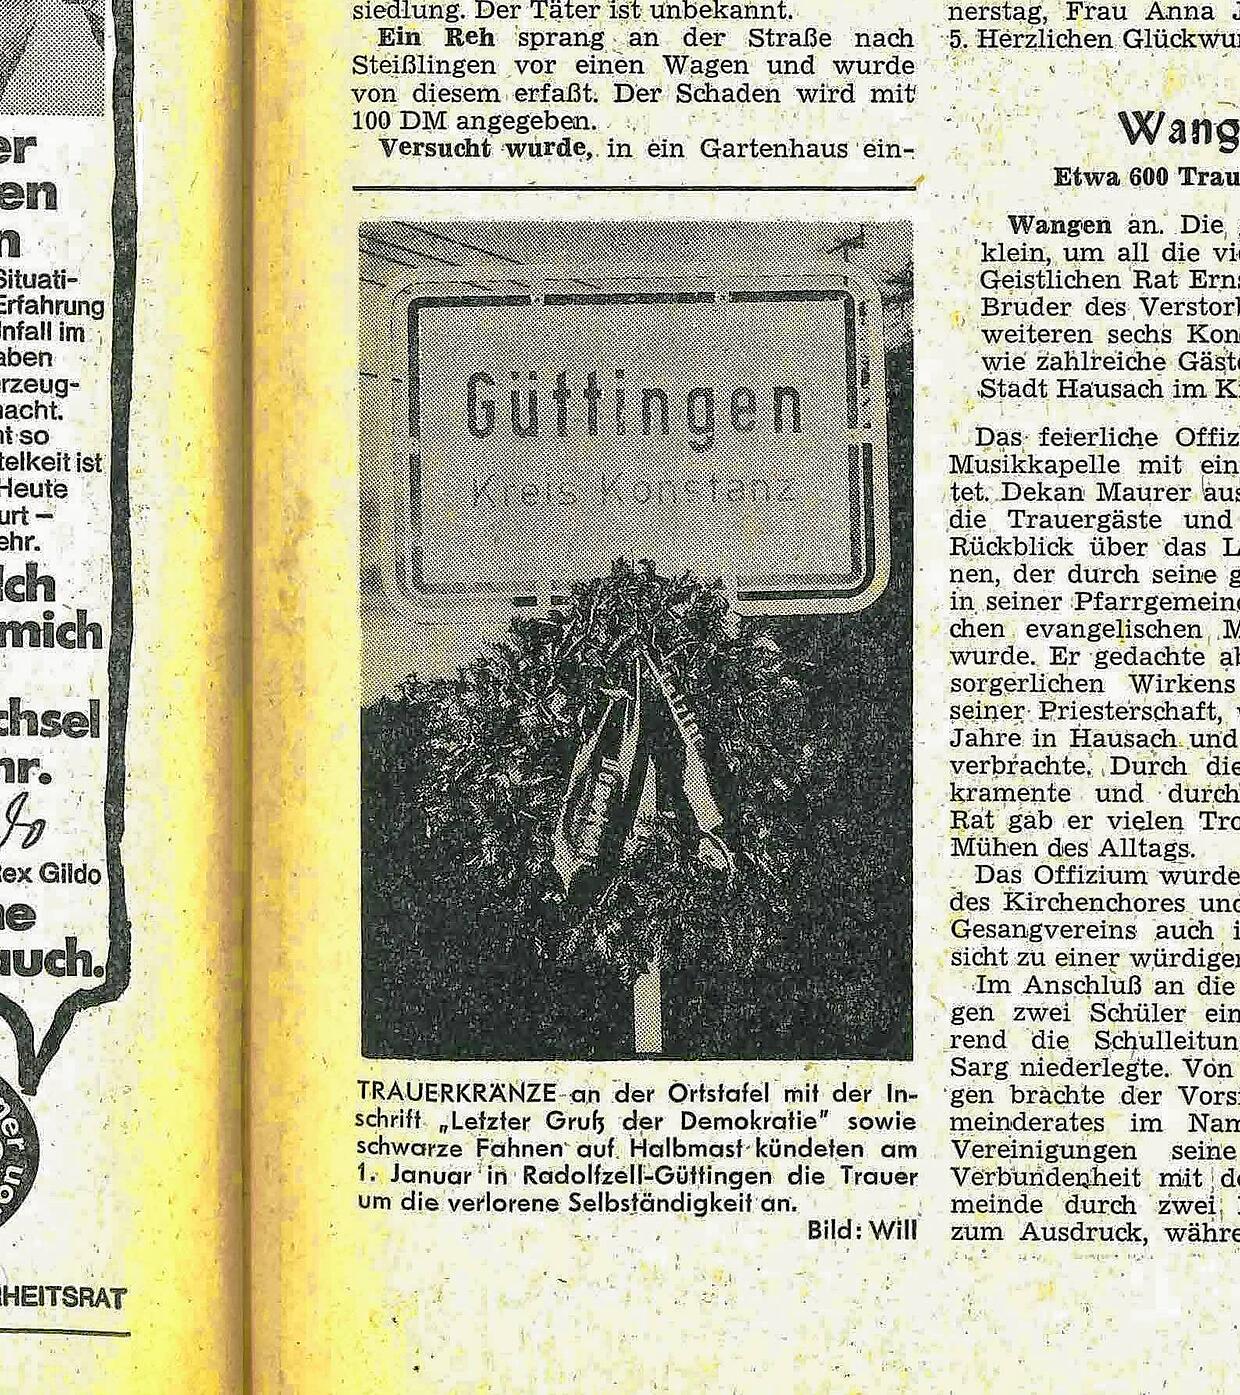 er
en
n
Situati-
Erfahrung
nfall im
aben
rzeug-
nacht.
nt so
telkeit ist
Heute
urt –
ehr.
Ich
mich
chsel
hr.
Rex Gildo
ne
auch.
HEITSRAT
siedlung. Der Täter ist unbekannt.
Ein Reh sprang an der Straße nach
Steißlingen vor einen Wagen und wurde
von diesem erfaßt. Der Schaden wird mit
100 DM angegeben.
Versucht wurde, in ein Gartenhaus ein-
Güttingen
Kreis Konstanz
TRAUERKRÄNZE an der Ortstafel mit der In-
schrift „Letzter Gruß der Demokratie" sowie
schwarze Fahnen auf Halbmast kündeten am
1. Januar in Radolfzell-Güttingen die Trauer
um die verlorene Selbständigkeit an.
Bild: Will
nerstag, Frau Anna J
5. Herzlichen Glückwu
Wang
Etwa 600 Trau
Wangen an. Die
klein, um all die vi
Geistlichen Rat Ern
Bruder des Verstor
weiteren sechs Kon
wie zahlreiche Gäst
Stadt Hausach im K
Das feierliche Offiz
Musikkapelle mit ein
tet. Dekan Maurer aus
die Trauergäste und
Rückblick über das L
nen, der durch seine g
in seiner Pfarrgemein
chen evangelischen M
wurde. Er gedachte ab
sorgerlichen Wirkens
seiner Priesterschaft,
Jahre in Hausach und
verbrachte. Durch die
kramente und durch
Rat gab er vielen Tro
Mühen des Alltags.
Das Offizium wurde
des Kirchenchores und
Gesangvereins auch i
sicht zu einer würdigen
Im Anschluß an die
gen zwei Schüler ein
rend die Schulleitun
Sarg niederlegte. Von
gen brachte der Vors
meinderates im Nam
Vereinigungen seine
Verbundenheit mit de
meinde durch zwei
zum Ausdruck, währe